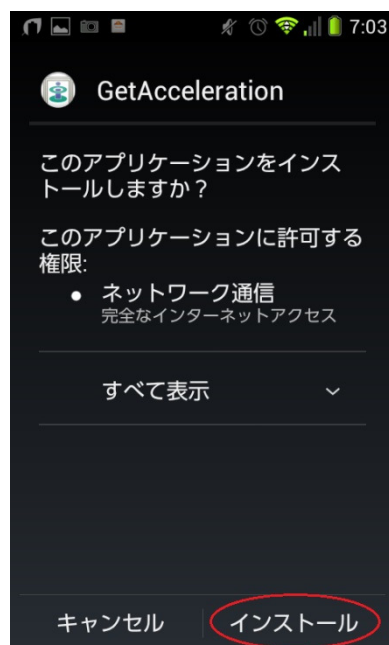 7:03
GetAcceleration
このアプリケーションをインス
トールしますか？
このアプリケーションに許可する
権限:
● ネットワーク通信
完全なインターネットアクセス
すべて表示
キャンセル インストール